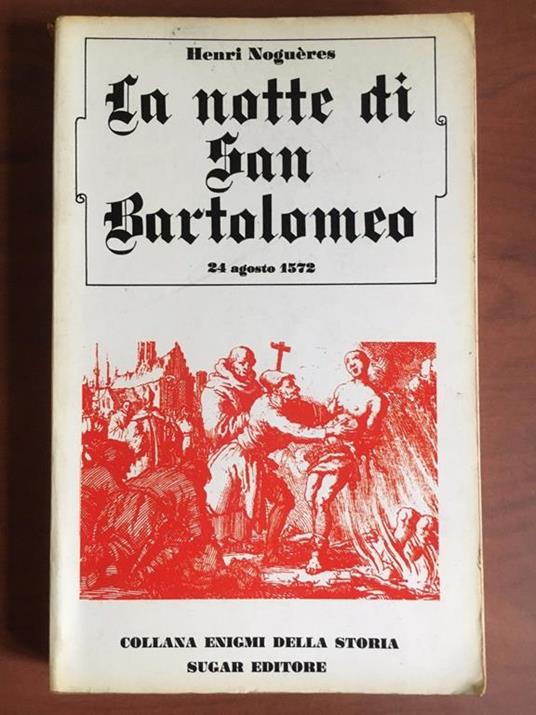 Henri Noguères
La notte di
San
Bartolomeo
24 agosto 1572
COLLANA ENIGMI DELLA STORIA
SUGAR EDITORE